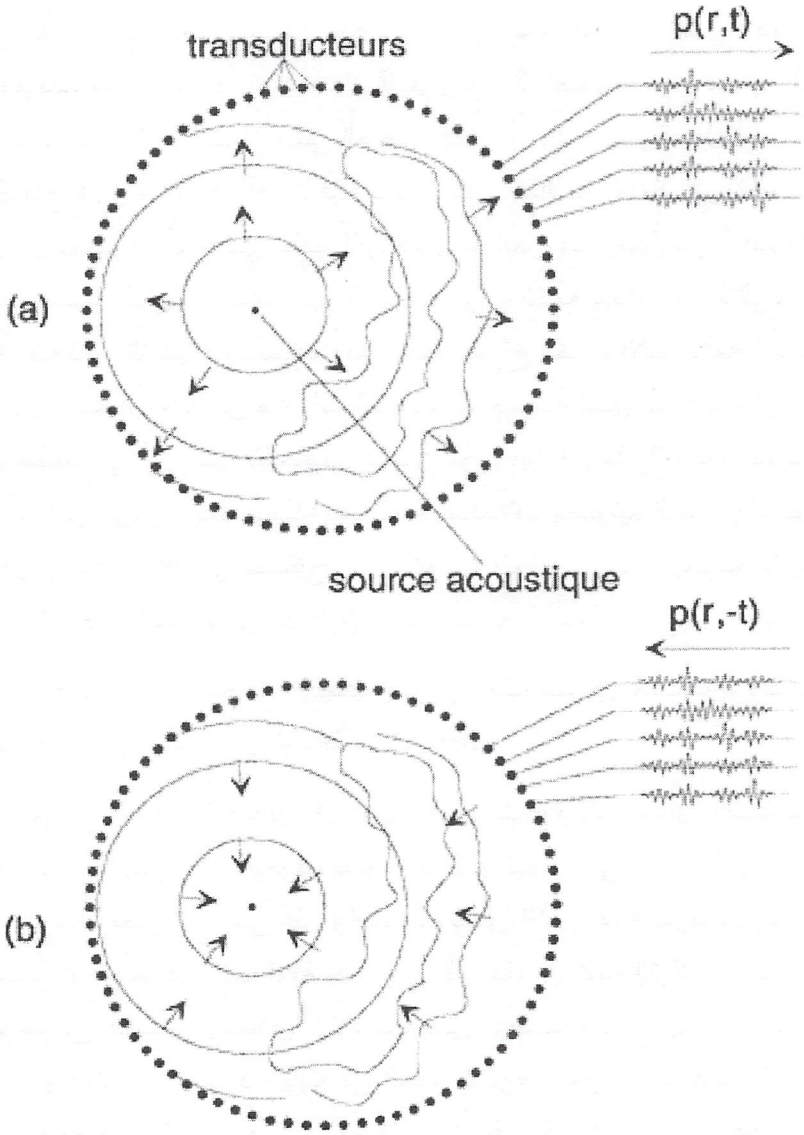 transducteurs
p(r,t)
(a)
source acoustique
p(r,-t)
(b)